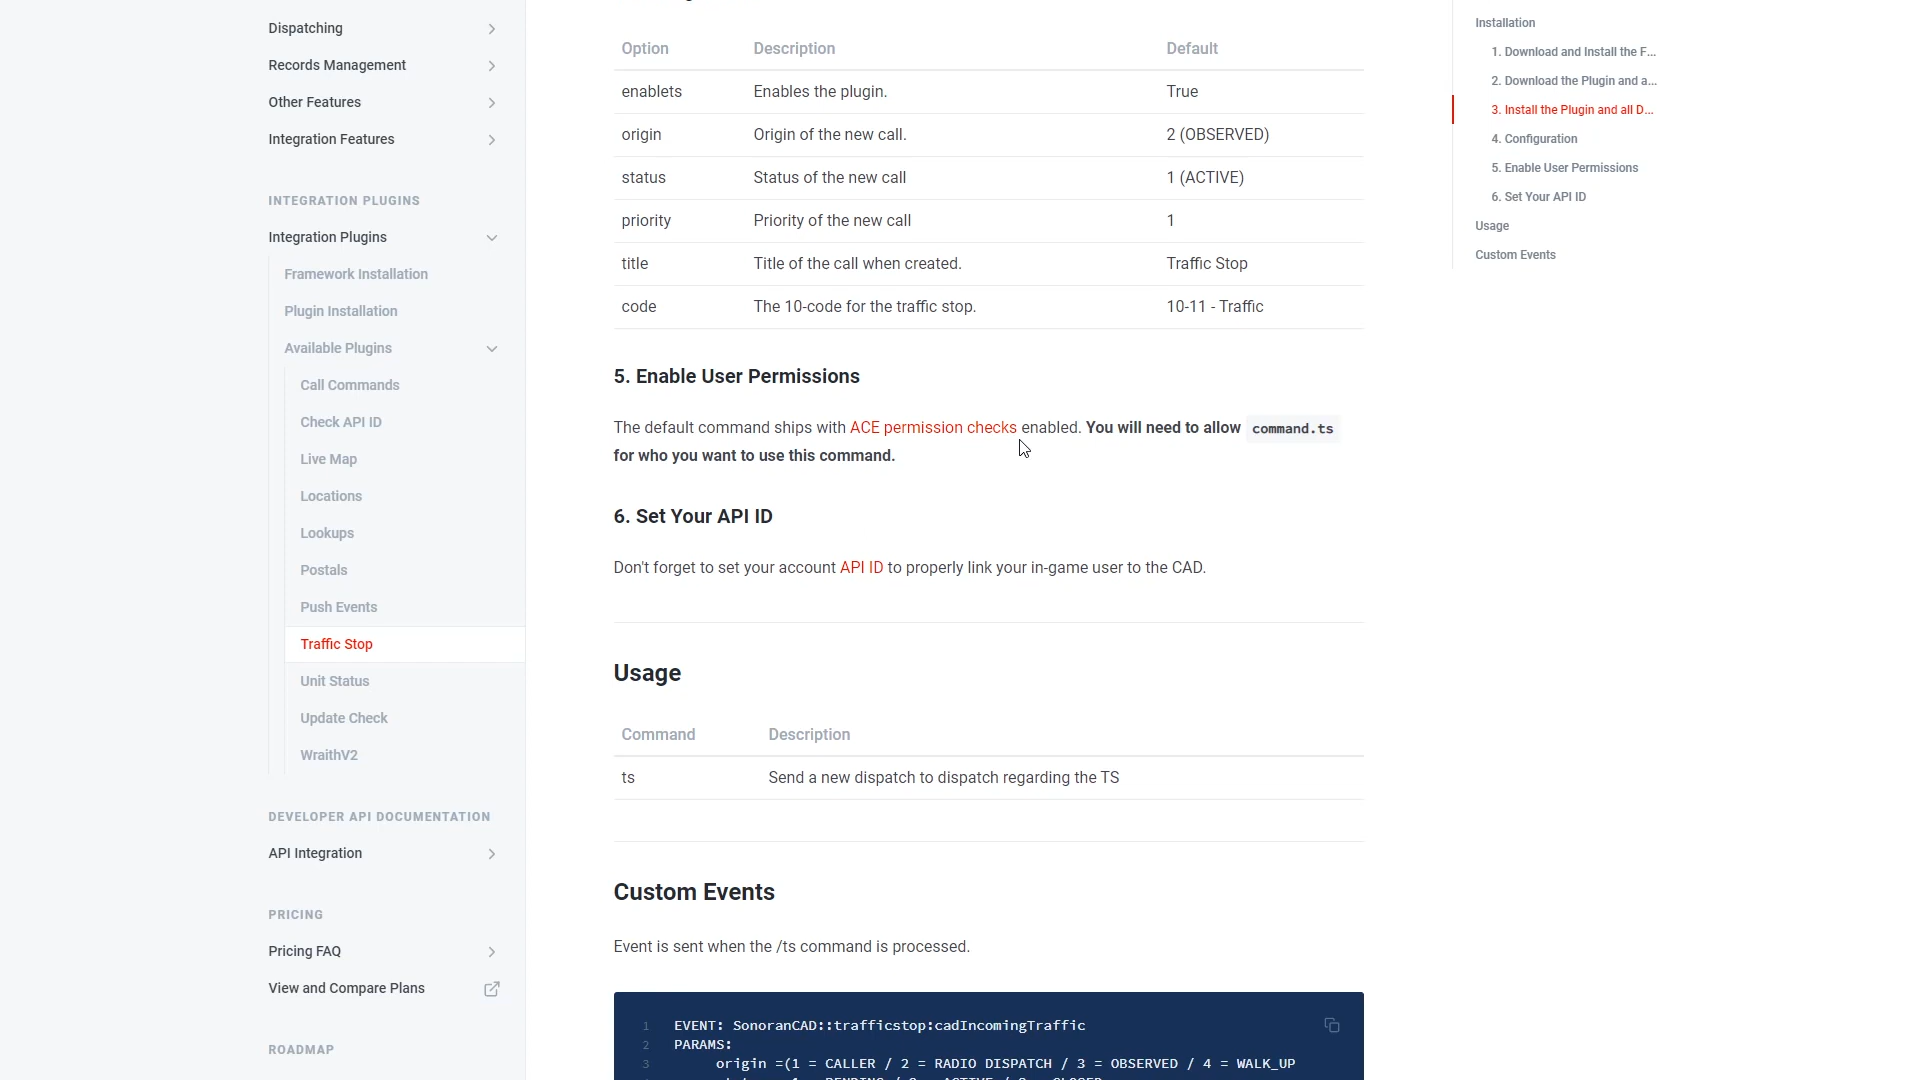 Dispatching
Records Management
Other Features
Integration Features
INTEGRATION PLUGINS
Integration Plugins
Framework Installation
Plugin Installation
Available Plugins
Call Commands
Check API ID
Live Map
Locations
Lookups
Postals
Push Events
Traffic Stop
Unit Status
Update Check
WraithV2
DEVELOPER API DOCUMENTATION
API Integration
PRICING
Pricing FAQ
View and Compare Plans
ROADMAP
Option Description Default
enablets Enables the plugin. True
origin Origin of the new call. 2 (OBSERVED)
status Status of the new call 1 (ACTIVE)
priority Priority of the new call 1
title Title of the call when created. Traffic Stop
code The 10-code for the traffic stop. 10-11 - Traffic
5. Enable User Permissions
The default command ships with ACE permission checks enabled. You will need to allow command.ts
for who you want to use this command.
6. Set Your API ID
Don't forget to set your account API ID to properly link your in-game user to the CAD.
Usage
Command Description
ts Send a new dispatch to dispatch regarding the TS
Custom Events
Event is sent when the /ts command is processed.
1 EVENT: SonoranCAD::trafficstop:cadIncomingTraffic
2 PARAMS:
3 origin =(1 = CALLER / 2 = RADIO DISPATCH / 3 = OBSERVED / 4 = WALK_UP
Installation
1. Download and Install the F...
2. Download the Plugin and a...
3. Install the Plugin and all D...
4. Configuration
5. Enable User Permissions
6. Set Your API ID
Usage
Custom Events